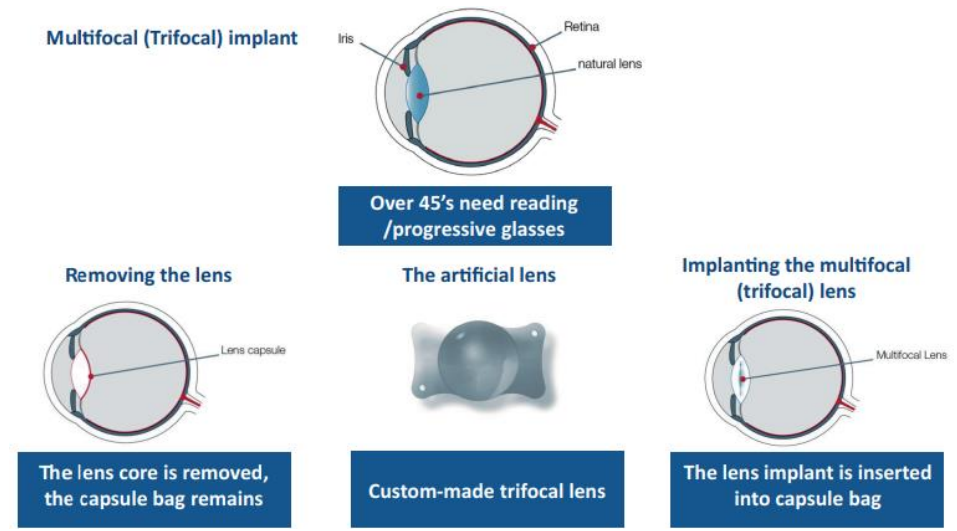 Multifocal (Trifocal) implant
Iris
Retina
natural lens
Over 45's need reading
/progressive glasses
Removing the lens
The artificial lens
Implanting the multifocal
(trifocal) lens
Lens capsule
Multifocal Lens
The lens core is removed,
the capsule bag remains
Custom-made trifocal lens
The lens implant is inserted
into capsule bag